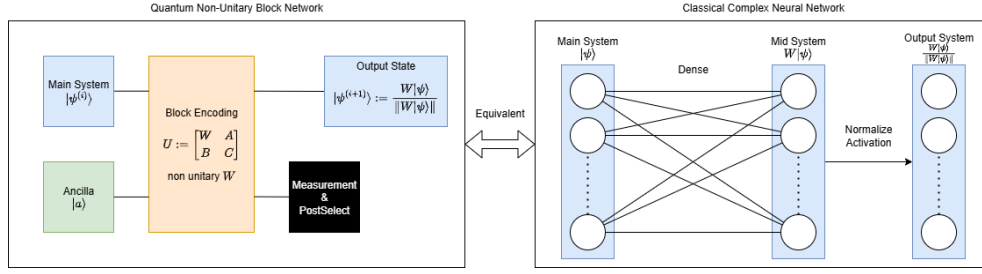 Quantum Non-Unitary Block Network
Main System
|ψ^(i)⟩
Block Encoding
U := [W A
B C]
non unitary W
Output State
|ψ^(i+1)⟩ := W|ψ⟩ / ‖W|ψ⟩‖
Ancilla
|a⟩
Measurement
&
PostSelect
Equivalent
Classical Complex Neural Network
Main System
|ψ⟩
Dense
Mid System
W|ψ⟩
Normalize
Activation
Output System
W|ψ⟩ / ‖W|ψ⟩‖